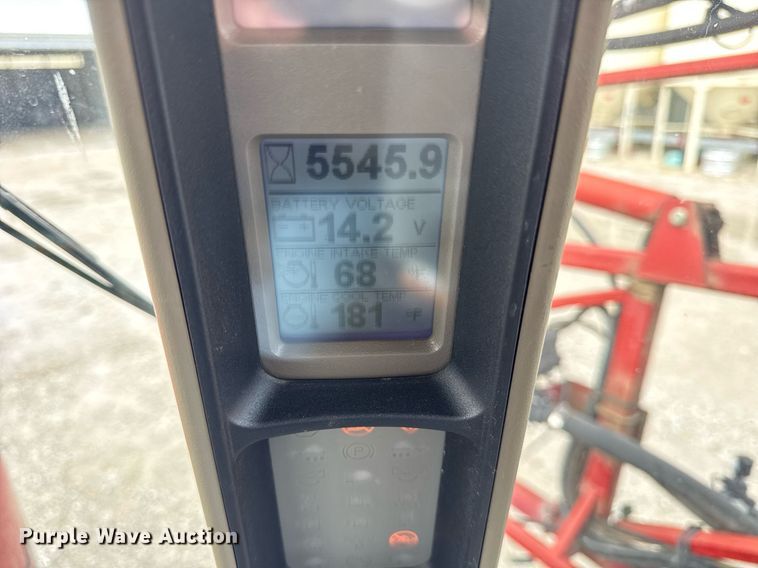 5545.9
BATTERY VOLTAGE
14.2 V
ENGINE INTAKE TEMP
68 °F
ENGINE COOL TEMP
181 °F
P
Purple Wave Auction